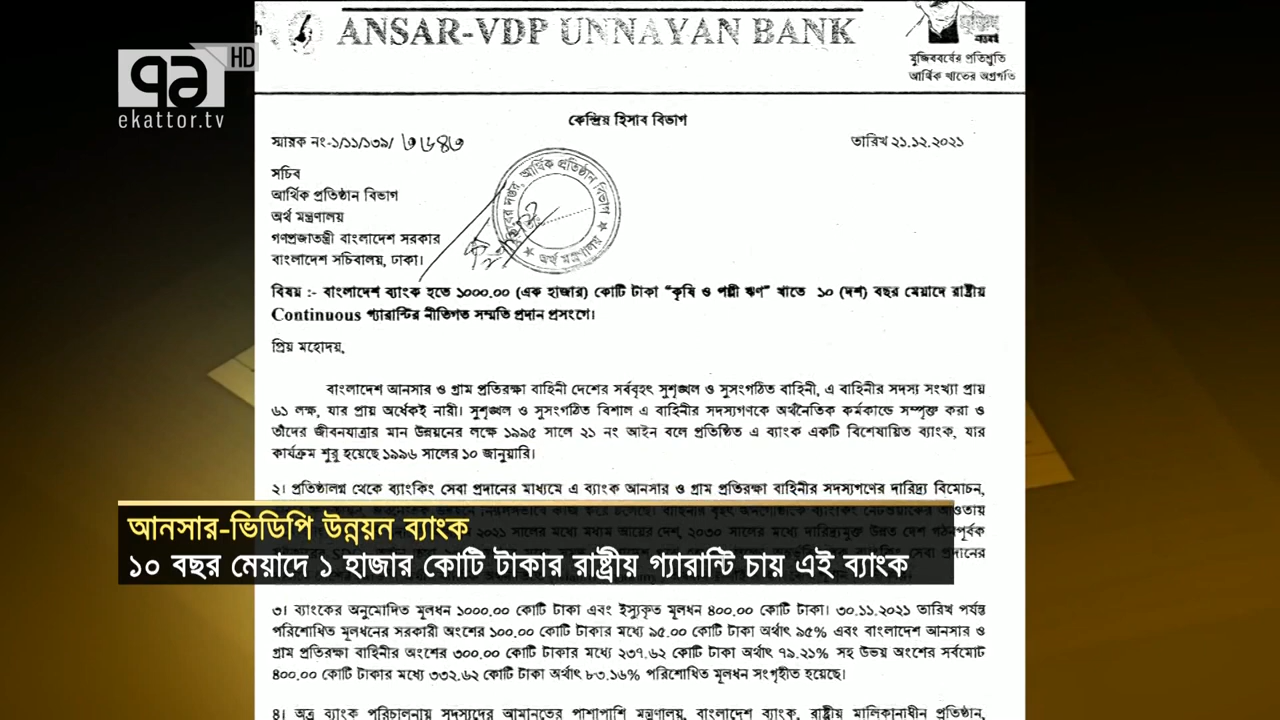 ANSAR-VDP UNNAYAN BANK
মুজিববর্ষের প্রতিশ্রুতি
আর্থিক খাতের অগ্রগতি
HD
ekattor.tv
কেন্দ্রিয় হিসাব বিভাগ
স্মারক নং-১/১১/১৩৯/ ৩৬৪৩
তারিখ ২১.১২.২০২১
সচিব
আর্থিক প্রতিষ্ঠান বিভাগ
অর্থ মন্ত্রণালয়
গণপ্রজাতন্ত্রী বাংলাদেশ সরকার
বাংলাদেশ সচিবালয়, ঢাকা।
আর্থিক প্রতিষ্ঠান বিভাগ
অর্থ মন্ত্রণালয়
বিষয় :- বাংলাদেশ ব্যাংক হতে ১০০০.০০ (এক হাজার) কোটি টাকা “কৃষি ও পল্লী ঋণ” খাতে ১০ (দশ) বছর মেয়াদে রাষ্ট্রীয়
Continuous গ্যারান্টির নীতিগত সম্মতি প্রদান প্রসংগে।
প্রিয় মহোদয়,
বাংলাদেশ আনসার ও গ্রাম প্রতিরক্ষা বাহিনী দেশের সর্ববৃহৎ সুশৃঙ্খল ও সুসংগঠিত বাহিনী, এ বাহিনীর সদস্য সংখ্যা প্রায়
৬১ লক্ষ, যার প্রায় অর্ধেকই নারী। সুশৃঙ্খল ও সুসংগঠিত বিশাল এ বাহিনীর সদস্যগণকে অর্থনৈতিক কর্মকান্ডে সম্পৃক্ত করা ও
তাঁদের জীবনযাত্রার মান উন্নয়নের লক্ষে ১৯৯৫ সালে ২১ নং আইন বলে প্রতিষ্ঠিত এ ব্যাংক একটি বিশেষায়িত ব্যাংক, যার
কার্যক্রম শুরু হয়েছে ১৯৯৬ সালের ১০ জানুয়ারি।
২। প্রতিষ্ঠালগ্ন থেকে ব্যাংকিং সেবা প্রদানের মাধ্যমে এ ব্যাংক আনসার ও গ্রাম প্রতিরক্ষা বাহিনীর সদস্যগণের দারিদ্র্য বিমোচন,
আনসার-ভিডিপি উন্নয়ন ব্যাংক
১০ বছর মেয়াদে ১ হাজার কোটি টাকার রাষ্ট্রীয় গ্যারান্টি চায় এই ব্যাংক
৩। ব্যাংকের অনুমোদিত মূলধন ১০০০.০০ কোটি টাকা এবং ইস্যুকৃত মূলধন ৪০০.০০ কোটি টাকা। ৩০.১১.২০২১ তারিখ পর্যন্ত
পরিশোধিত মূলধনের সরকারী অংশের ১০০.০০ কোটি টাকার মধ্যে ৯৫.০০ কোটি টাকা অর্থাৎ ৯৫% এবং বাংলাদেশ আনসার ও
গ্রাম প্রতিরক্ষা বাহিনীর অংশের ৩০০.০০ কোটি টাকার মধ্যে ২৩৭.৬২ কোটি টাকা অর্থাৎ ৭৯.২১% সহ উভয় অংশের সর্বমোট
৪০০.০০ কোটি টাকার মধ্যে ৩৩২.৬২ কোটি টাকা অর্থাৎ ৮৩.১৬% পরিশোধিত মূলধন সংগৃহীত হয়েছে।
৪। অত্র ব্যাংক পরিচালনায় সদস্যদের আমানতের পাশাপাশি মন্ত্রণালয়, বাংলাদেশ ব্যাংক, রাষ্ট্রীয় মালিকানাধীন প্রতিষ্ঠান,